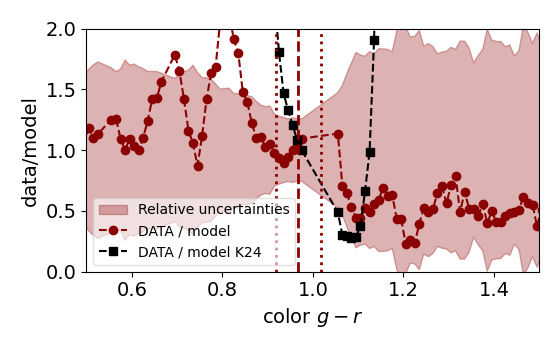 2.0
1.5
1.0
0.5
0.0
data/model
Relative uncertainties
DATA / model
DATA / model K24
0.6 0.8 1.0 1.2 1.4
color g − r